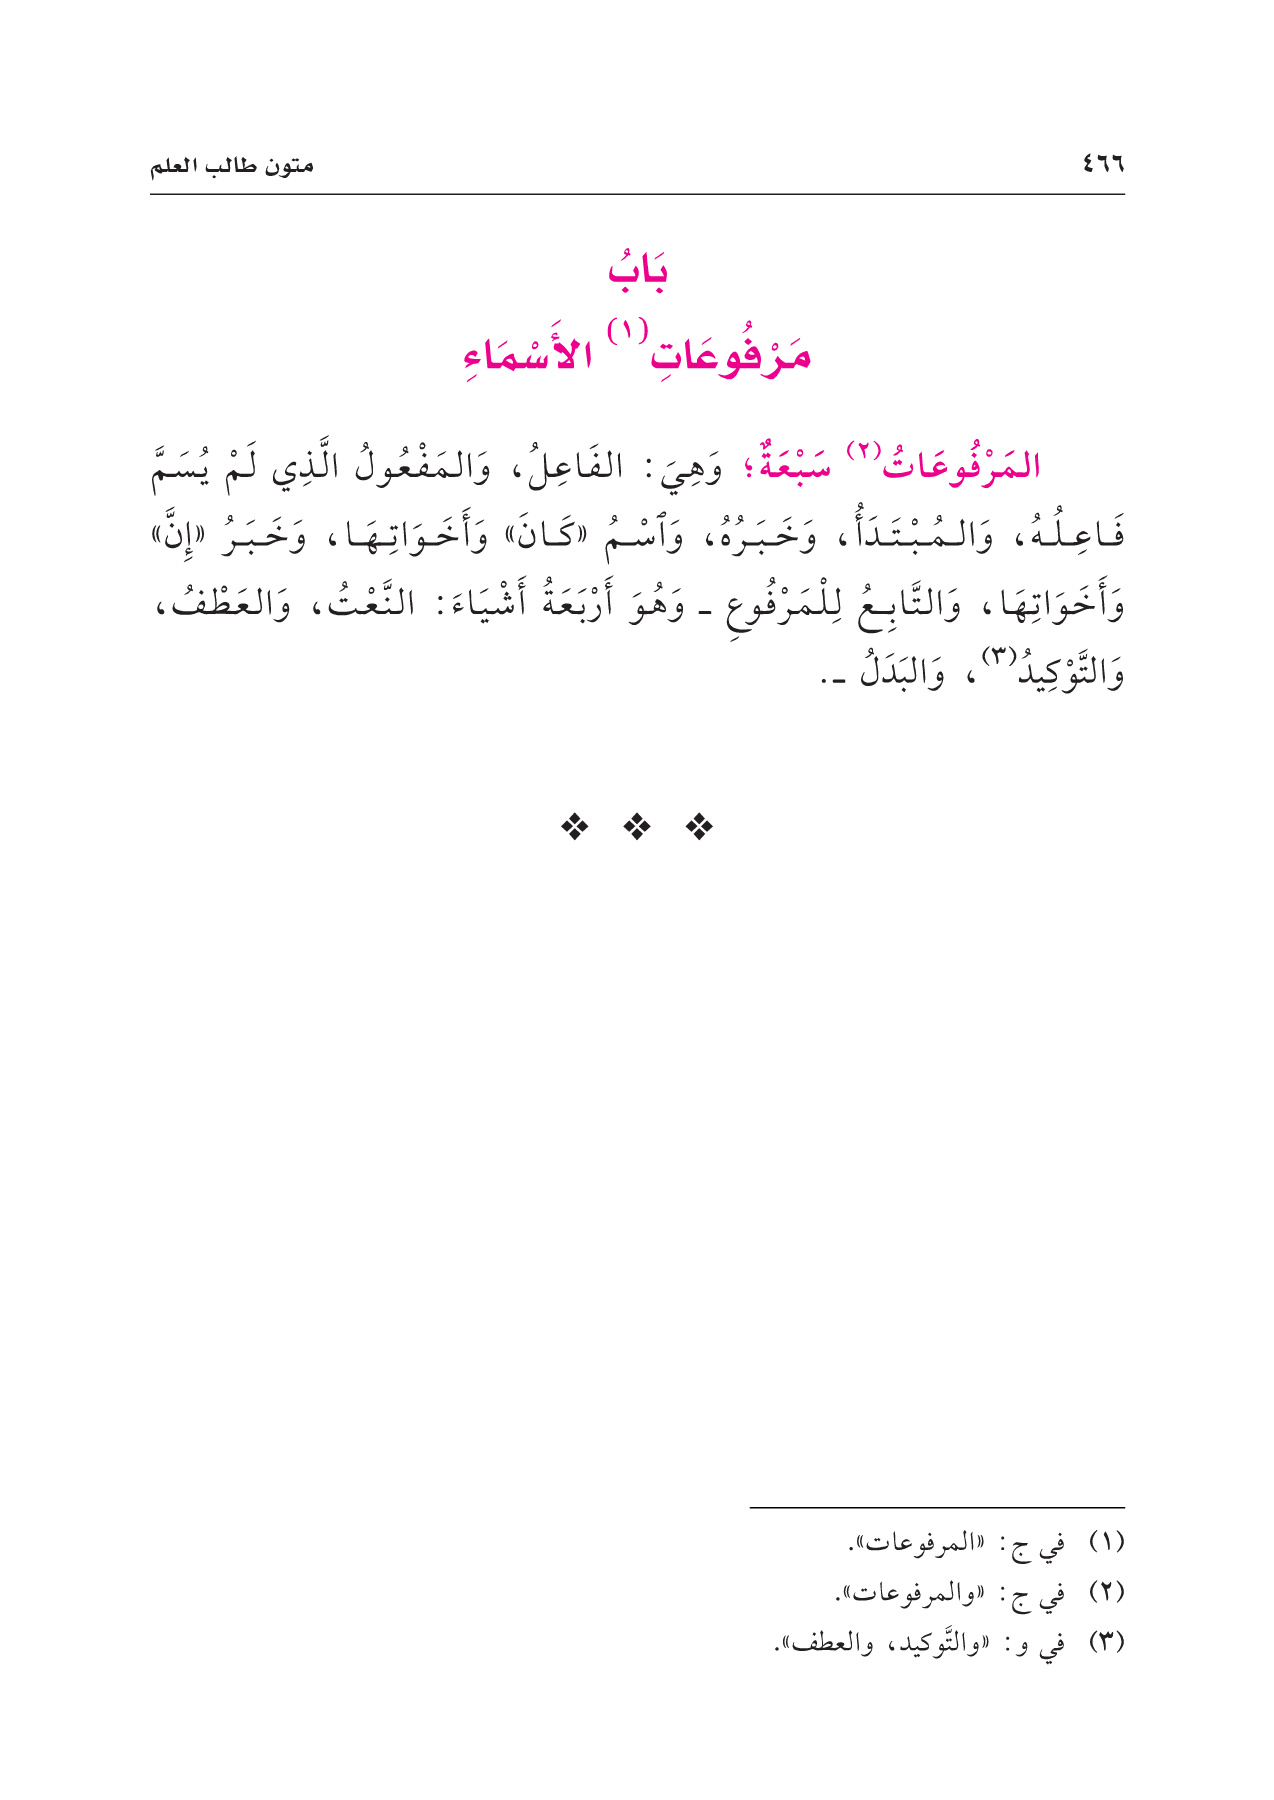 ٤٦٦ متون طالب العلم
بَابُ
مَرْفُوعَاتِ(١) الأَسْمَاءِ
المَرْفُوعَاتُ(٢) سَبْعَةٌ؛ وَهِيَ: الفَاعِلُ، وَالمَفْعُولُ الَّذِي لَمْ يُسَمَّ
فَاعِلُهُ، وَالمُبْتَدَأُ، وَخَبَرُهُ، وَٱسْمُ «كَانَ» وَأَخَوَاتِهَا، وَخَبَرُ «إِنَّ»
وَأَخَوَاتِهَا، وَالتَّابِعُ لِلْمَرْفُوعِ ـ وَهُوَ أَرْبَعَةُ أَشْيَاءَ: النَّعْتُ، وَالعَطْفُ،
وَالتَّوْكِيدُ(٣)، وَالبَدَلُ ـ.
❖ ❖ ❖
(١) في ج: «المرفوعات».
(٢) في ج: «والمرفوعات».
(٣) في و: «والتَّوكيد، والعطف».